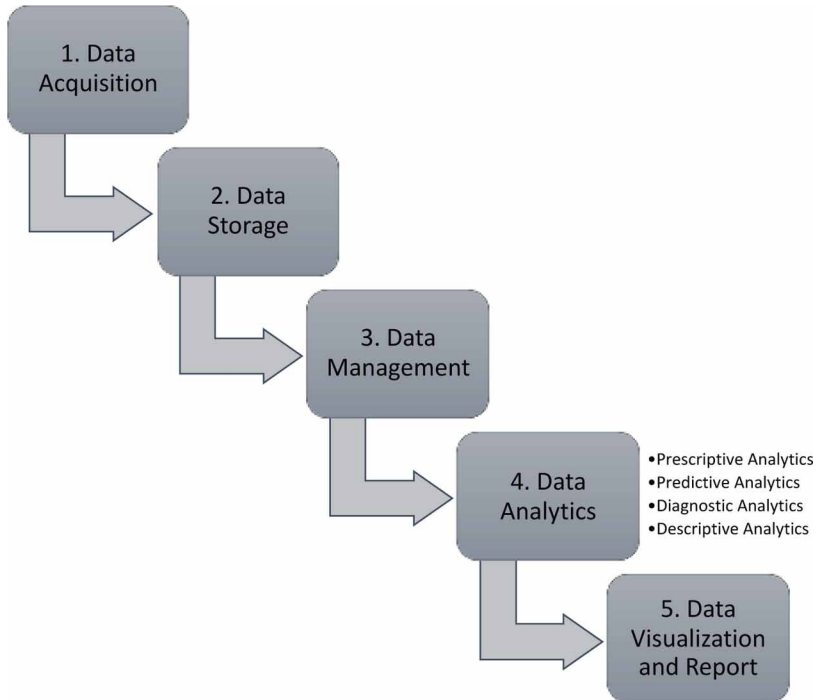 1. Data
Acquisition
2. Data
Storage
3. Data
Management
4. Data
Analytics
•Prescriptive Analytics
•Predictive Analytics
•Diagnostic Analytics
•Descriptive Analytics
5. Data
Visualization
and Report